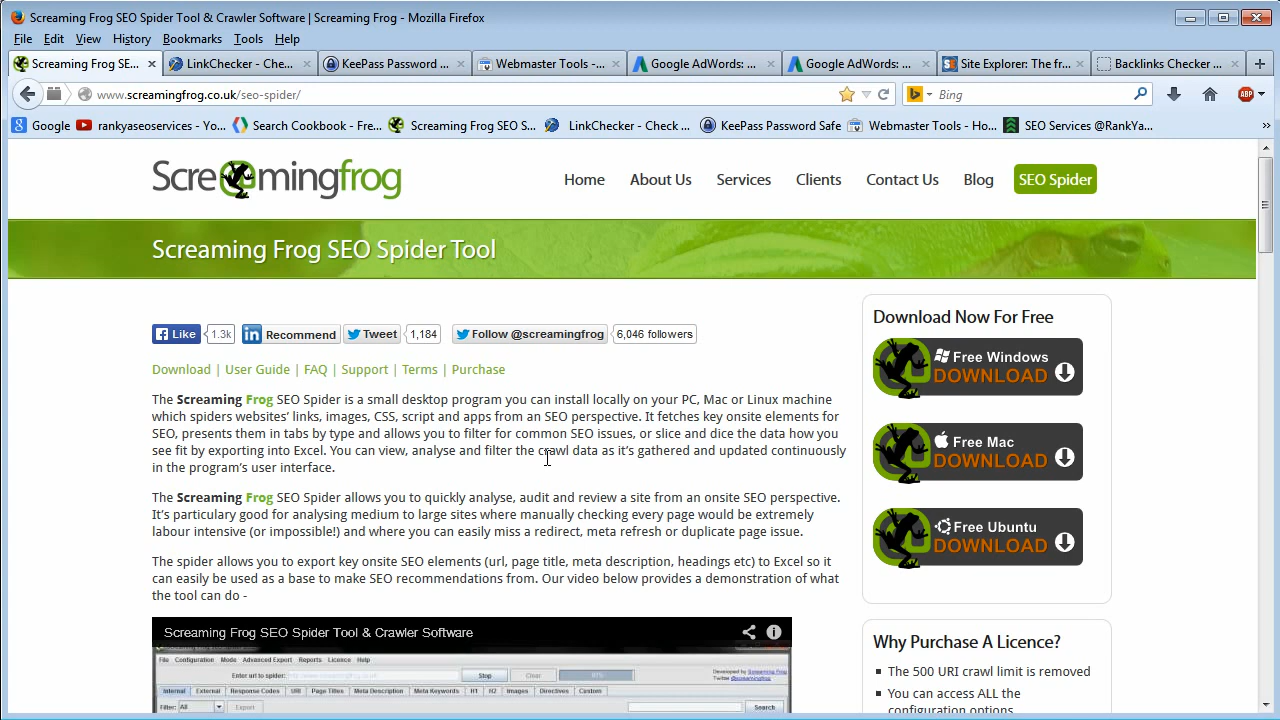 Screaming Frog SEO Spider Tool & Crawler Software | Screaming Frog - Mozilla Firefox
File Edit View History Bookmarks Tools Help
Screaming Frog SEO... LinkChecker - Che... KeePass Password ... Webmaster Tools -... Google AdWords: ... Google AdWords: ... Site Explorer: The fr... Backlinks Checker ...
www.screamingfrog.co.uk/seo-spider/ Bing ABP
Google rankyaseoservices - Yo... Search Cookbook - Fre... Screaming Frog SEO S... LinkChecker - Check ... KeePass Password Safe Webmaster Tools - Ho... SEO Services @RankYa...
Screamingfrog
Home About Us Services Clients Contact Us Blog SEO Spider
Screaming Frog SEO Spider Tool
Like 1.3k Recommend Tweet 1,184 Follow @screamingfrog 6,046 followers
Download | User Guide | FAQ | Support | Terms | Purchase
The Screaming Frog SEO Spider is a small desktop program you can install locally on your PC, Mac or Linux machine
which spiders websites’ links, images, CSS, script and apps from an SEO perspective. It fetches key onsite elements for
SEO, presents them in tabs by type and allows you to filter for common SEO issues, or slice and dice the data how you
see fit by exporting into Excel. You can view, analyse and filter the crawl data as it’s gathered and updated continuously
in the program’s user interface.
The Screaming Frog SEO Spider allows you to quickly analyse, audit and review a site from an onsite SEO perspective.
It’s particulary good for analysing medium to large sites where manually checking every page would be extremely
labour intensive (or impossible!) and where you can easily miss a redirect, meta refresh or duplicate page issue.
The spider allows you to export key onsite SEO elements (url, page title, meta description, headings etc) to Excel so it
can easily be used as a base to make SEO recommendations from. Our video below provides a demonstration of what
the tool can do -
Screaming Frog SEO Spider Tool & Crawler Software
File Configuration Mode Advanced Export Reports Licence Help
Enter url to spider: Stop Clear Developed by Screaming Frog
Twitter @screamingfrog
Internal External Response Codes URI Page Titles Meta Description Meta Keywords H1 H2 Images Directives Custom
Filter: All Export Search
Download Now For Free
Free Windows
DOWNLOAD
Free Mac
DOWNLOAD
Free Ubuntu
DOWNLOAD
Why Purchase A Licence?
The 500 URI crawl limit is removed
You can access ALL the
configuration options